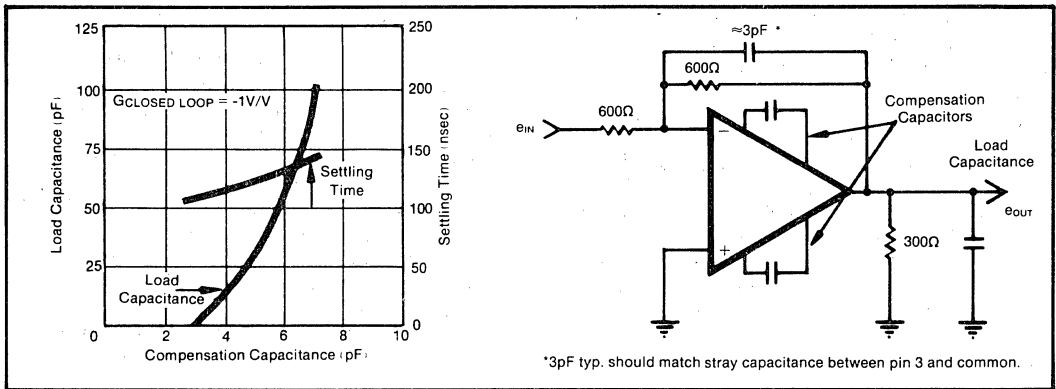 125
100
75
50
25
0
Load Capacitance (pF)
GCLOSED LOOP = -1V/V
Settling
Time
Load
Capacitance
250
200
150
100
50
0
Settling Time (nsec)
2
4
6
8
10
Compensation Capacitance (pF)
≈3pF *
600Ω
600Ω
eIN
−
+
Compensation
Capacitors
Load
Capacitance
eOUT
300Ω
*3pF typ. should match stray capacitance between pin 3 and common.